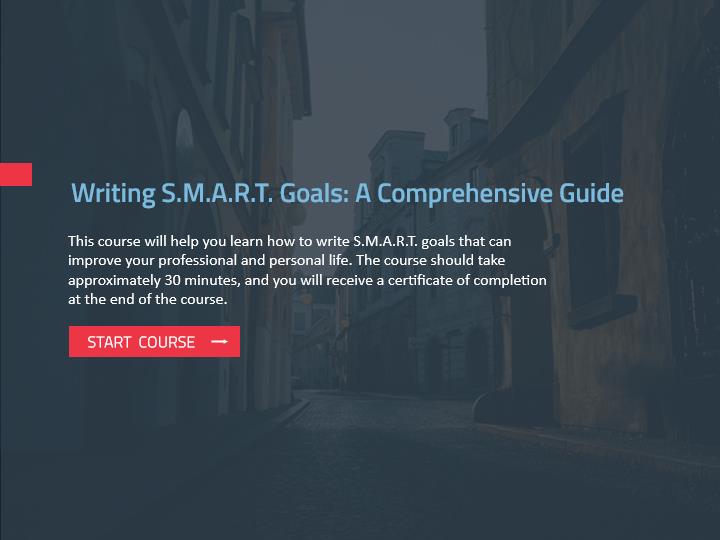 Writing S.M.A.R.T. Goals: A Comprehensive Guide
This course will help you learn how to write S.M.A.R.T. goals that can
improve your professional and personal life. The course should take
approximately 30 minutes, and you will receive a certificate of completion
at the end of the course.
START COURSE